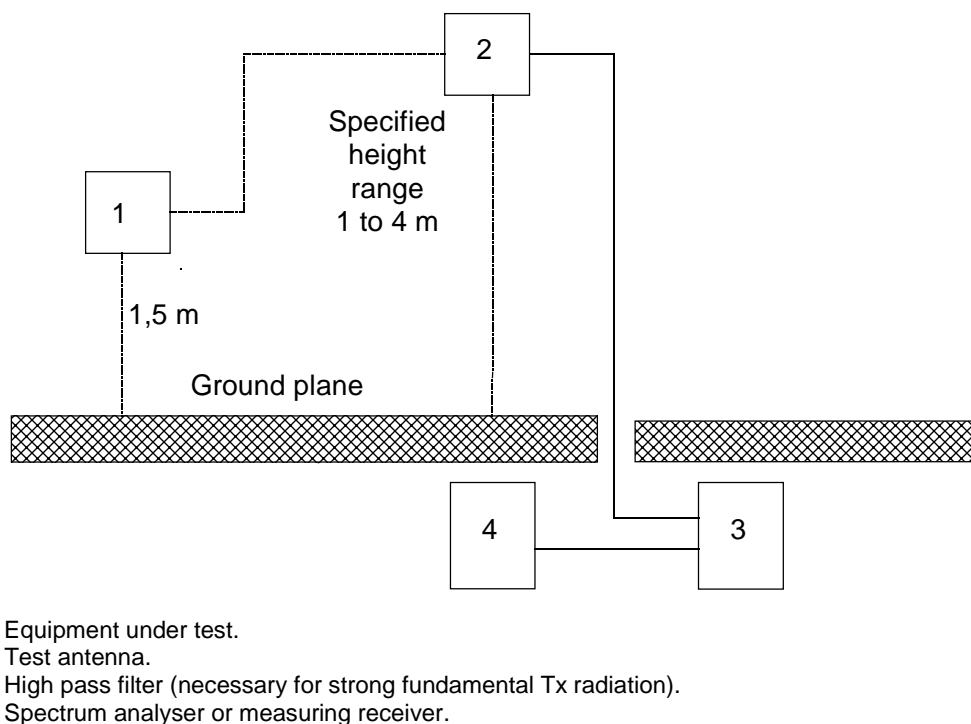 2
Specified
height
range
1 to 4 m
1
1,5 m
Ground plane
4
3
Equipment under test.
Test antenna.
High pass filter (necessary for strong fundamental Tx radiation).
Spectrum analyser or measuring receiver.